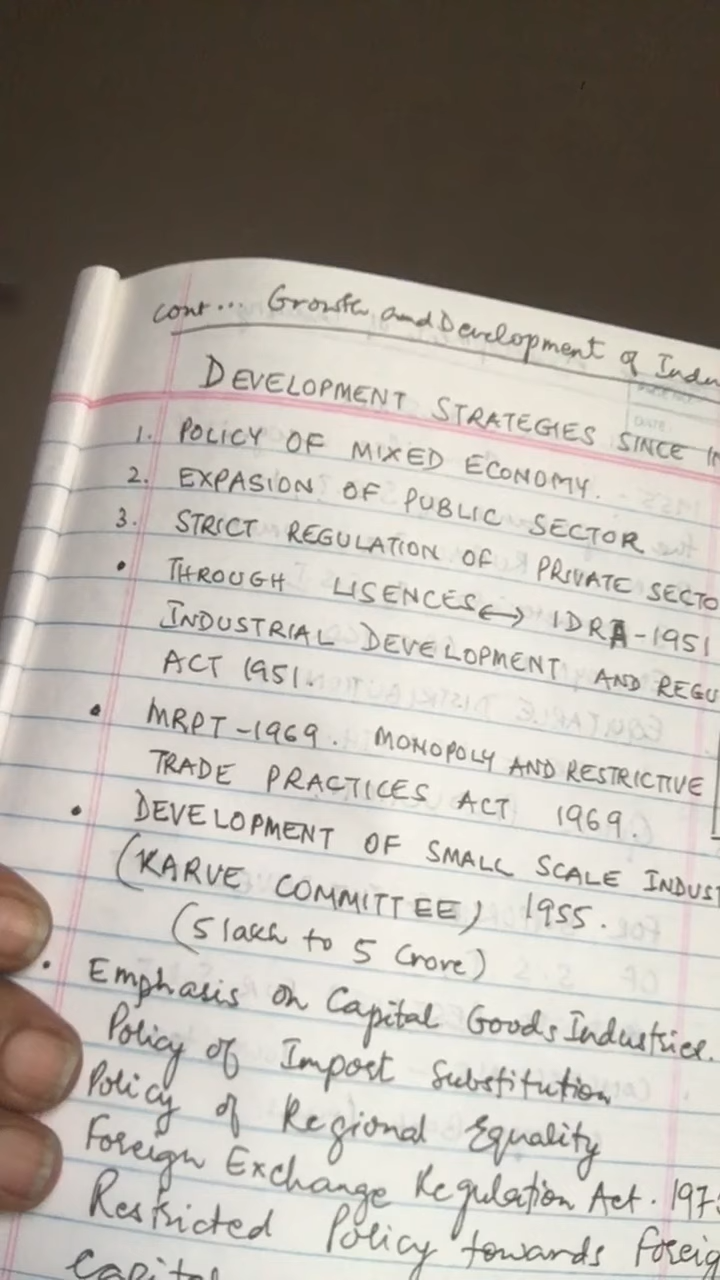 cont... Growth and Development of Indu
DEVELOPMENT STRATEGIES SINCE I
1. POLICY OF MIXED ECONOMY.
2. EXPASION OF PUBLIC SECTOR
3. STRICT REGULATION OF PRIVATE SECTO
• THROUGH LISENCES ↔ IDRA-1951
INDUSTRIAL DEVELOPMENT AND REGU
ACT 1951.
• MRPT-1969. MONOPOLY AND RESTRICTIVE
TRADE PRACTICES ACT 1969.
• DEVELOPMENT OF SMALL SCALE INDUST
(KARVE COMMITTEE) 1955.
(5 lakh to 5 Crore)
• Emphasis on Capital Goods Industries.
Policy of Import Substitution
Policy of Regional Equality
Foreign Exchange Regulation Act. 197
Restricted Policy towards foreig
capital